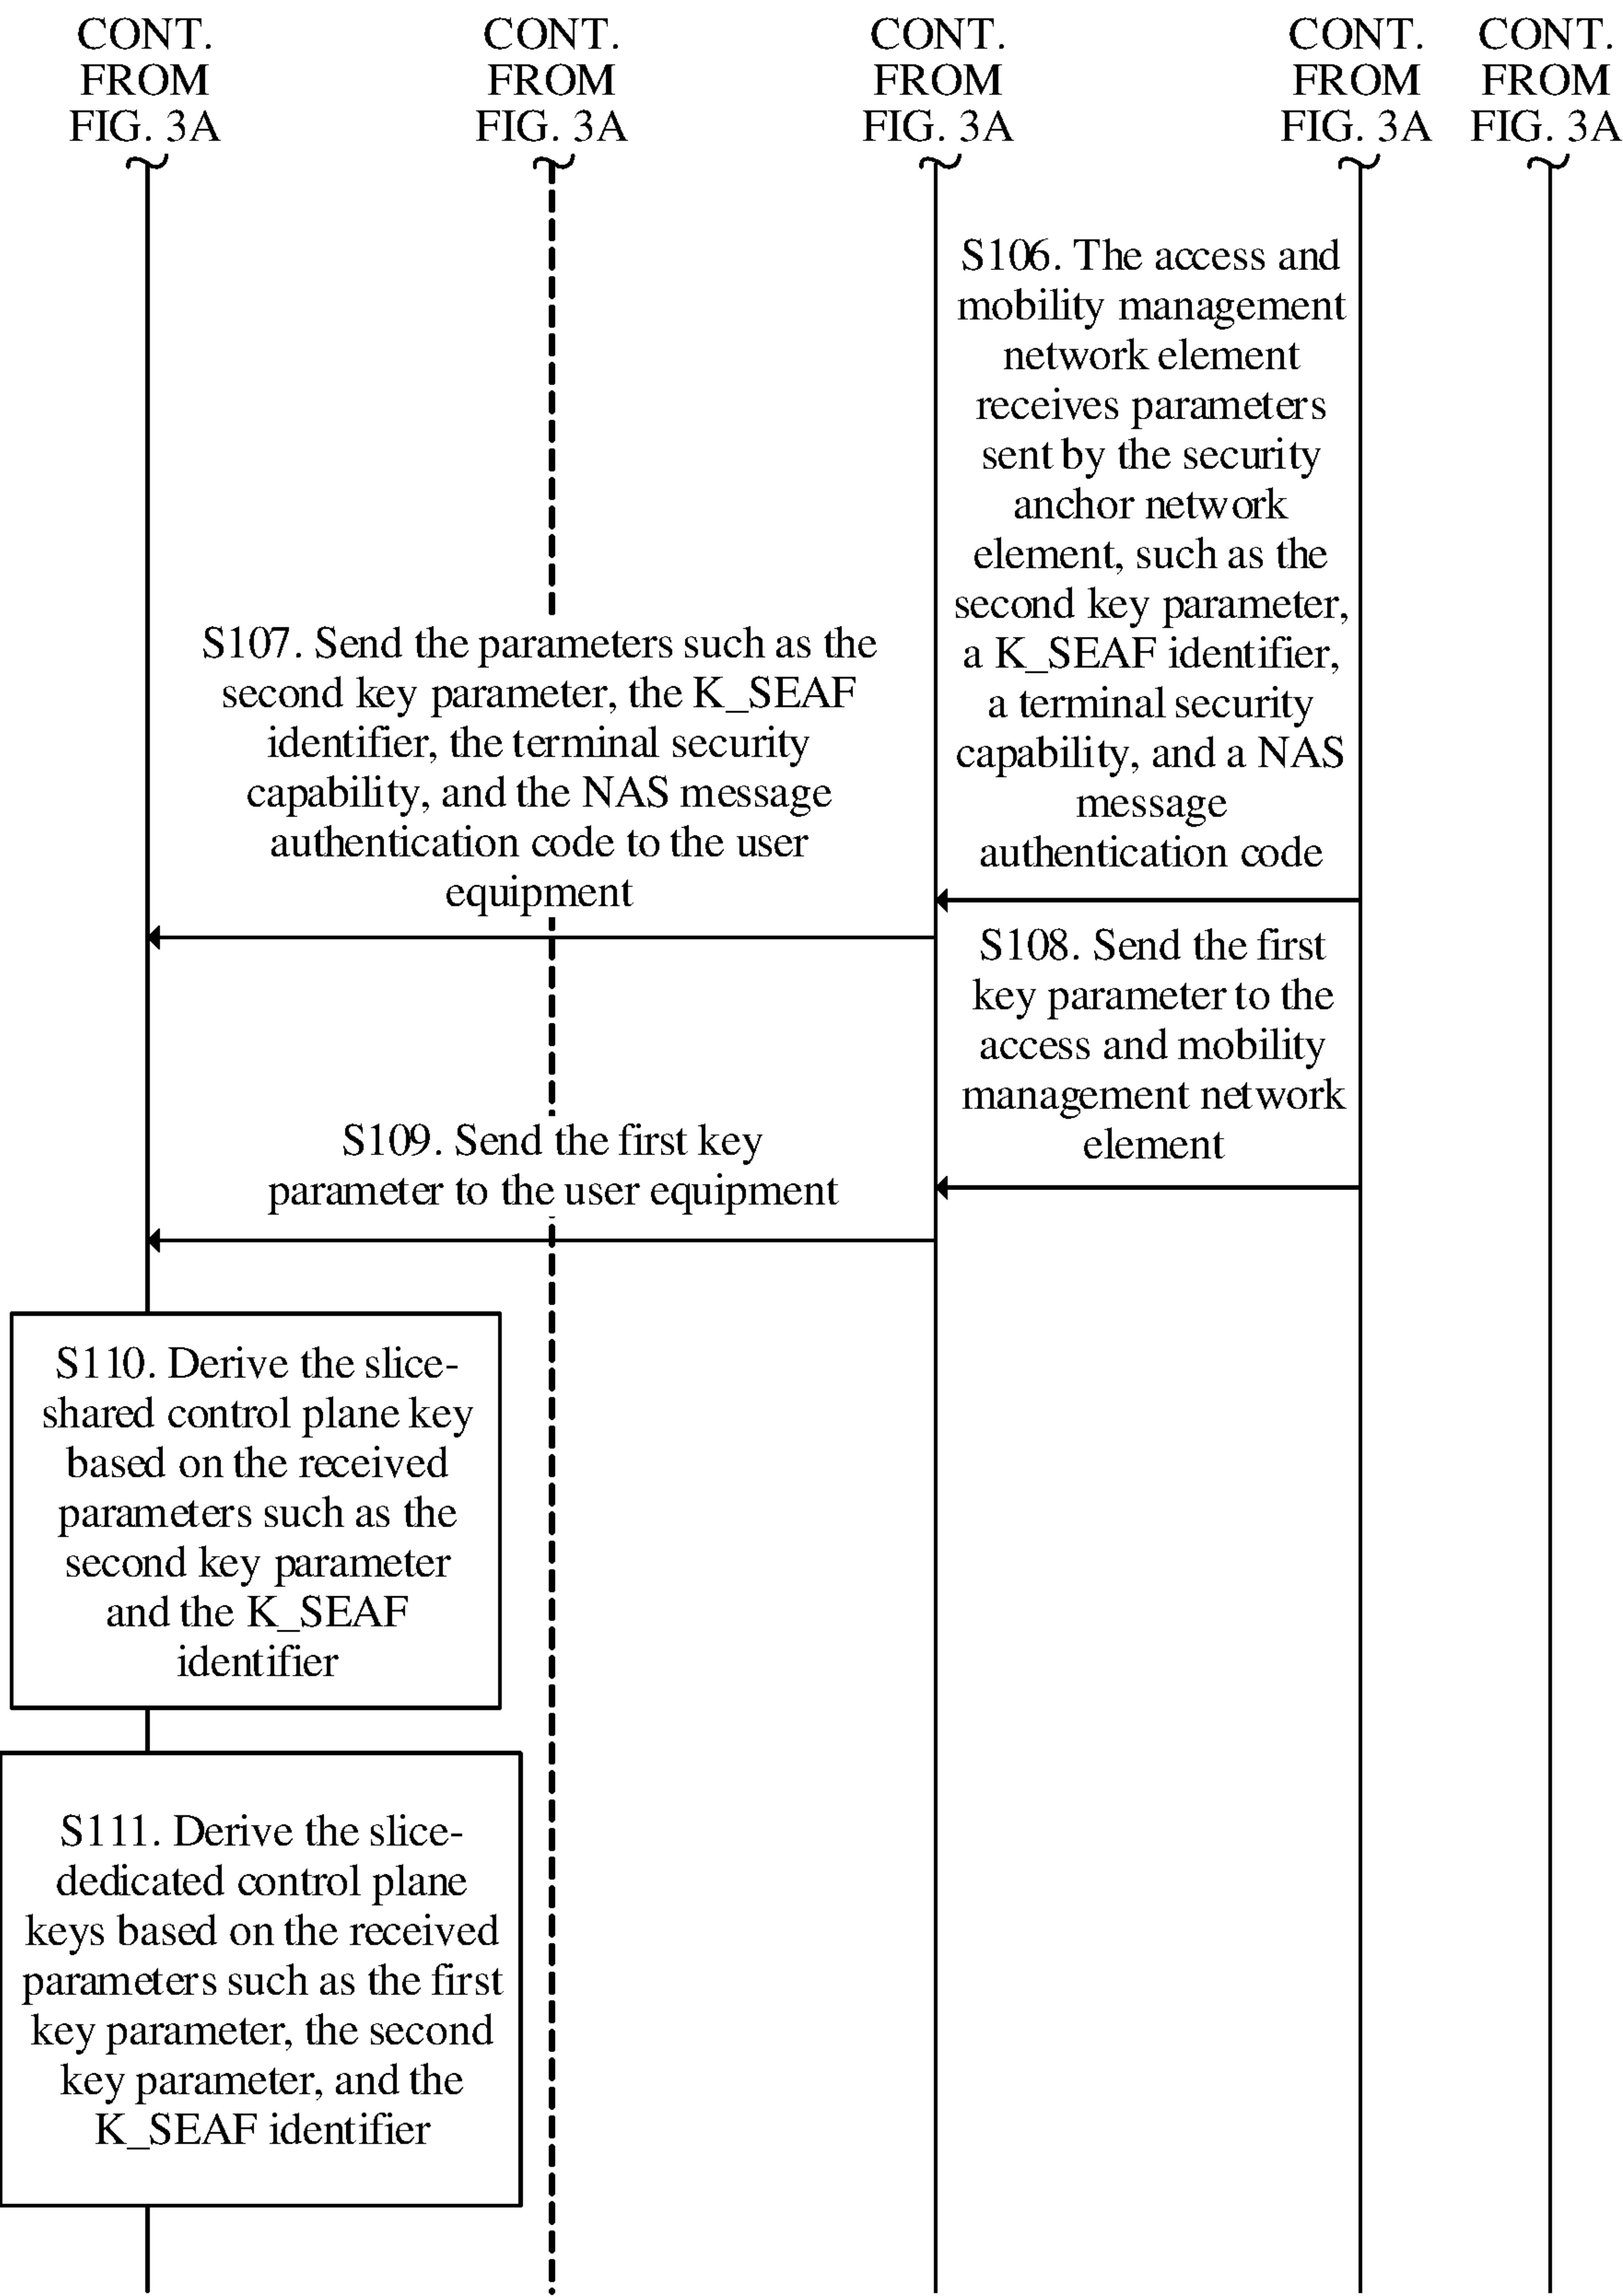 CONT.
FROM
FIG. 3A
CONT.
FROM
FIG. 3A
CONT.
FROM
FIG. 3A
CONT.
FROM
FIG. 3A
CONT.
FROM
FIG. 3A
S106. The access and
mobility management
network element
receives parameters
sent by the security
anchor network
element, such as the
second key parameter,
a K_SEAF identifier,
a terminal security
capability, and a NAS
message
authentication code
S107. Send the parameters such as the
second key parameter, the K_SEAF
identifier, the terminal security
capability, and the NAS message
authentication code to the user
equipment
S108. Send the first
key parameter to the
access and mobility
management network
element
S109. Send the first key
parameter to the user equipment
S110. Derive the slice-
shared control plane key
based on the received
parameters such as the
second key parameter
and the K_SEAF
identifier
S111. Derive the slice-
dedicated control plane
keys based on the received
parameters such as the first
key parameter, the second
key parameter, and the
K_SEAF identifier